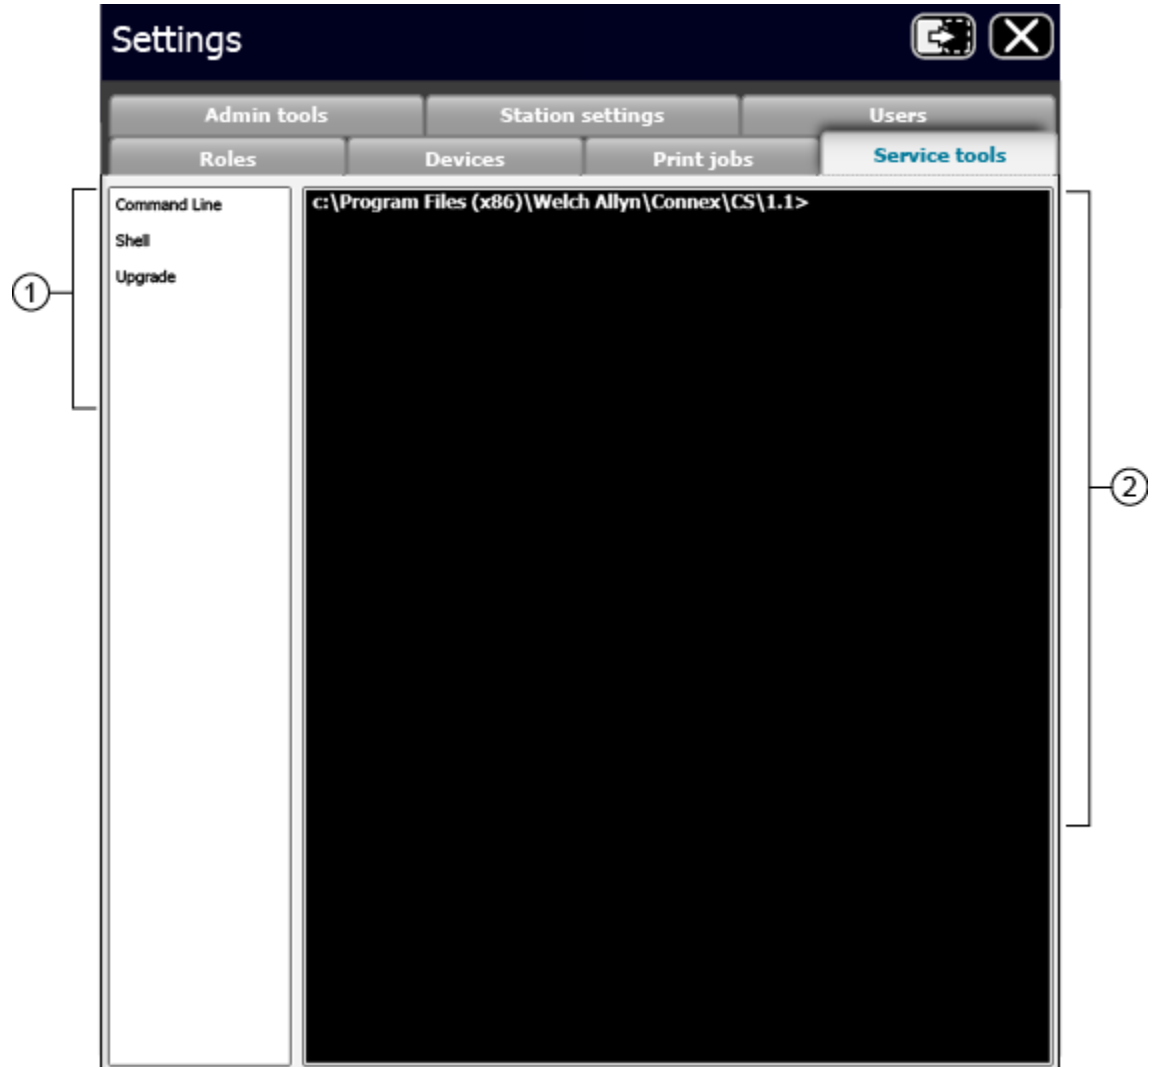 Settings
Admin tools Station settings Users
Roles Devices Print jobs Service tools
Command Line
Shell
Upgrade
c:\Program Files (x86)\Welch Allyn\Connex\CS\1.1>
1
2